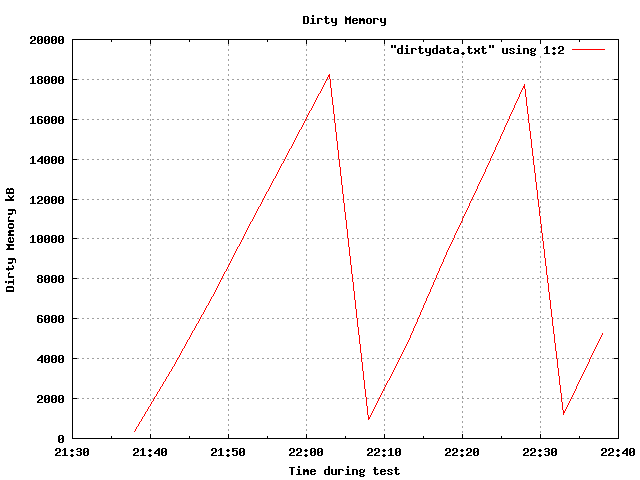 Dirty Memory
"dirtydata.txt" using 1:2
20000
18000
16000
14000
12000
10000
8000
6000
4000
2000
0
Dirty Memory kB
21:30 21:40 21:50 22:00 22:10 22:20 22:30 22:40
Time during test